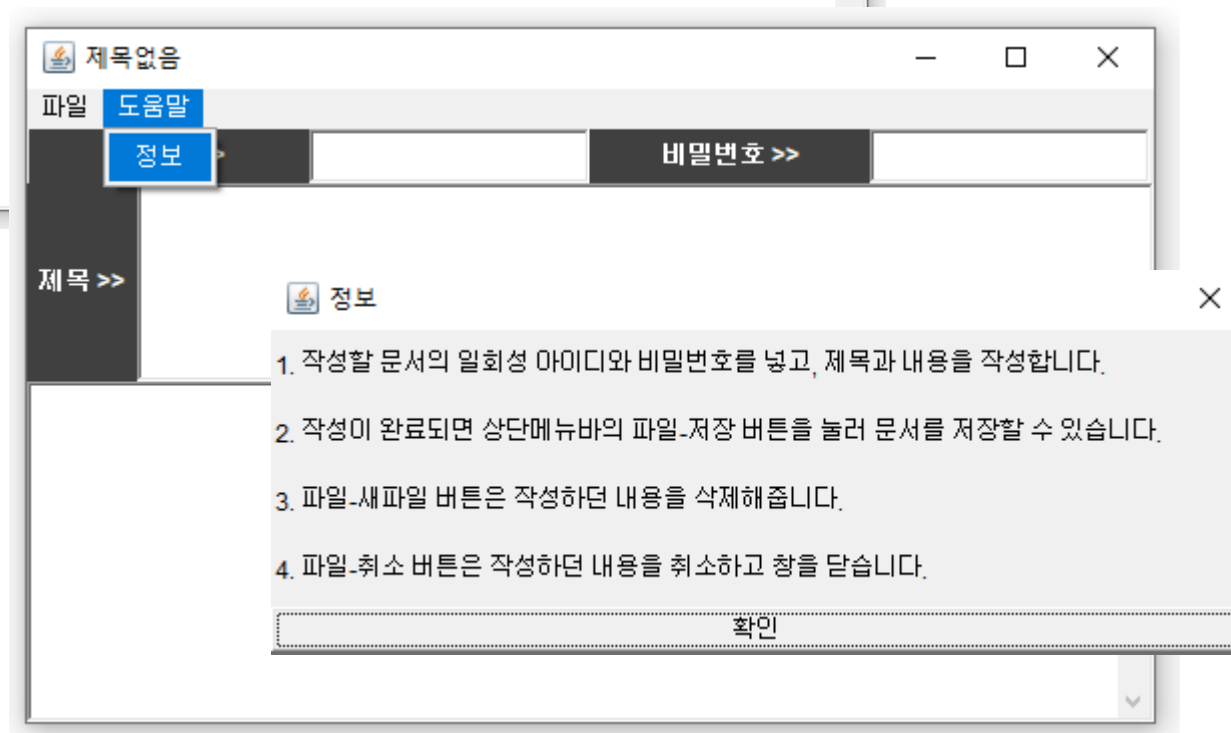 제목없음
파일 도움말
정보 > 비밀번호 >>
제목 >>
정보
1. 작성할 문서의 일회성 아이디와 비밀번호를 넣고, 제목과 내용을 작성합니다.
2. 작성이 완료되면 상단메뉴바의 파일-저장 버튼을 눌러 문서를 저장할 수 있습니다.
3. 파일-새파일 버튼은 작성하던 내용을 삭제해줍니다.
4. 파일-취소 버튼은 작성하던 내용을 취소하고 창을 닫습니다.
확인